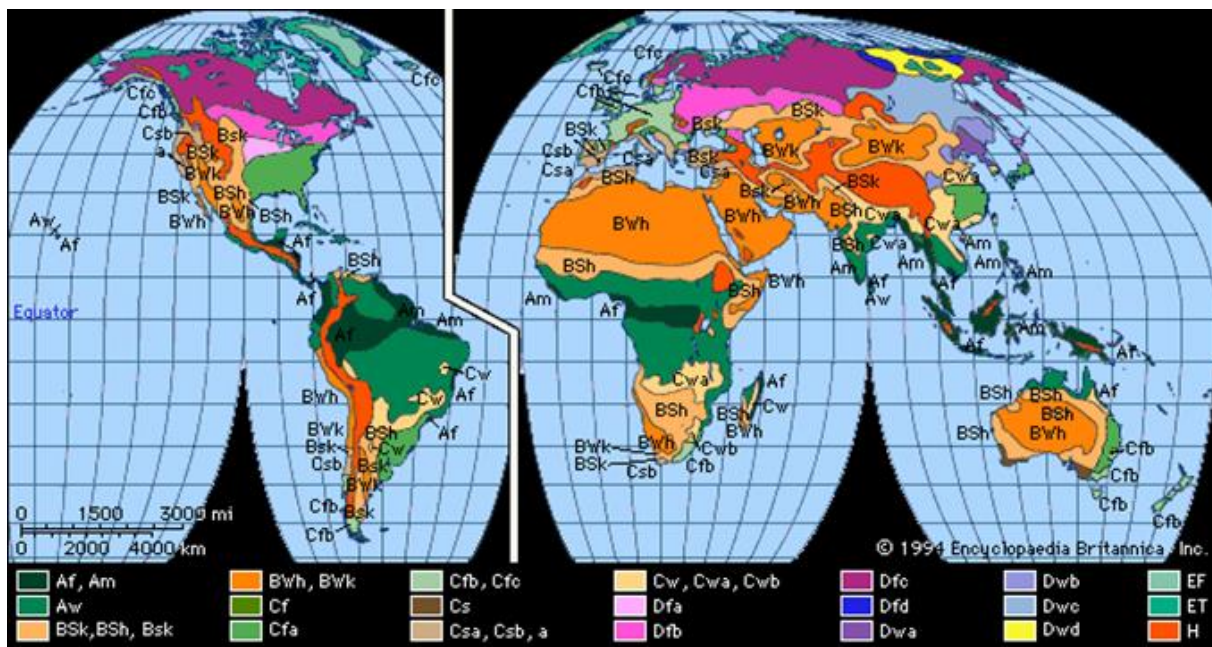 Cfc
Cfc
Cfc
Cfb
Csb
a
Bsk
BSk
BWk
BSk
BSh
BWh
BWh
BSh
Aw
Af
Af
BSh
Af
Equator
Am
Am
Af
Cw
Cw
Af
Af
BWh
BWk
Bsk
Csb
BSh
Cw
Bsk
BWk
Cfb
Bsk
Cfb
Cfc
Cfc
Cfb
BSk
Csb
Csa
BSh
Csa
Bsk
Bsk
Csa
BSk
BWk
BWk
Bsk
BSk
BWh
BWh
BWh
BSh
Cwa
Cwa
Cwa
BSh
Cwa
Am
Am
Am
Am
Af
Aw
Af
BSh
BWh
BSh
Am
Af
Am
Af
Af
Cwa
Af
BSh
Cw
BSh
BWh
BWh
BWk
BSk
Csb
Cwb
Cfb
BSh
BSh
Af
BSh
BWh
BSh
Cfb
Cfb
Cfb
Cfb
0 1500 3000 mi
0 2000 4000 km
© 1994 Encyclopaedia Britannica, Inc.
Af, Am
BWh, BWk
Cfb, Cfc
Cw, Cwa, Cwb
Dfc
Dwb
EF
Aw
Cf
Cs
Dfa
Dfd
Dwc
ET
BSk,BSh, Bsk
Cfa
Csa, Csb, a
Dfb
Dwa
Dwd
H